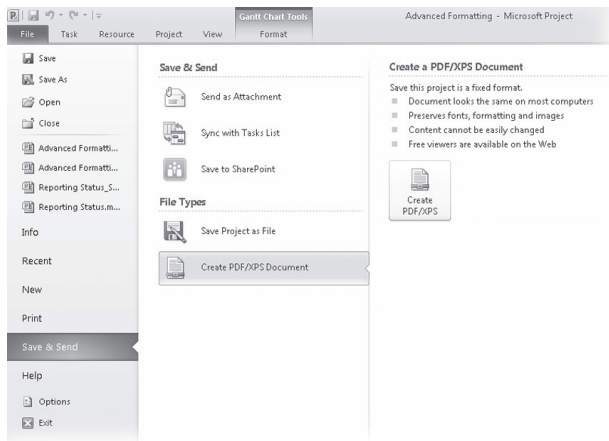 Gantt Chart Tools
Advanced Formatting - Microsoft Project
File Task Resource Project View Format
Save
Save As
Open
Close
Advanced Formatti...
Advanced Formatti...
Reporting Status_S...
Reporting Status.m...
Info
Recent
New
Print
Save & Send
Help
Options
Exit
Save & Send
Send as Attachment
Sync with Tasks List
Save to SharePoint
File Types
Save Project as File
Create PDF/XPS Document
Create a PDF/XPS Document
Save this project is a fixed format.
Document looks the same on most computers
Preserves fonts, formatting and images
Content cannot be easily changed
Free viewers are available on the Web
Create
PDF/XPS